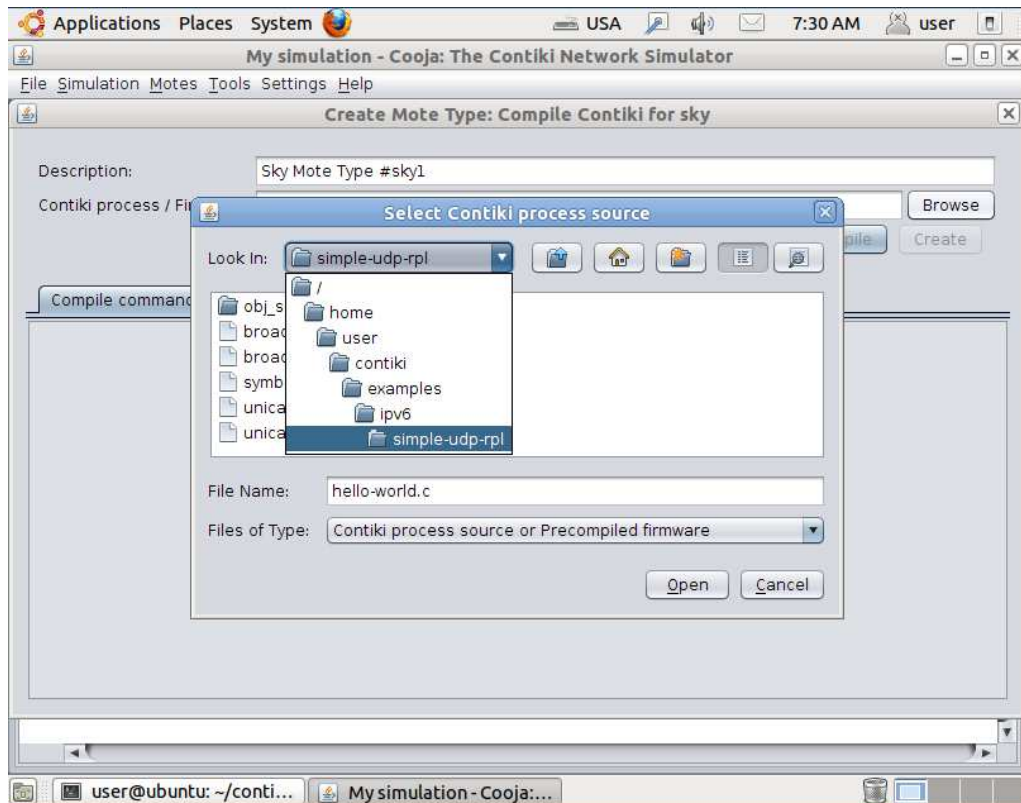 Applications Places System USA 7:30 AM user
My simulation - Cooja: The Contiki Network Simulator
File Simulation Motes Tools Settings Help
Create Mote Type: Compile Contiki for sky
Description: Sky Mote Type #sky1
Contiki process / Fi Browse
pile Create
Compile command
Select Contiki process source
Look In: simple-udp-rpl
/
home
user
contiki
examples
ipv6
simple-udp-rpl
obj_s
broad
broad
symb
unica
unica
File Name: hello-world.c
Files of Type: Contiki process source or Precompiled firmware
Open Cancel
user@ubuntu: ~/conti... My simulation - Cooja:...